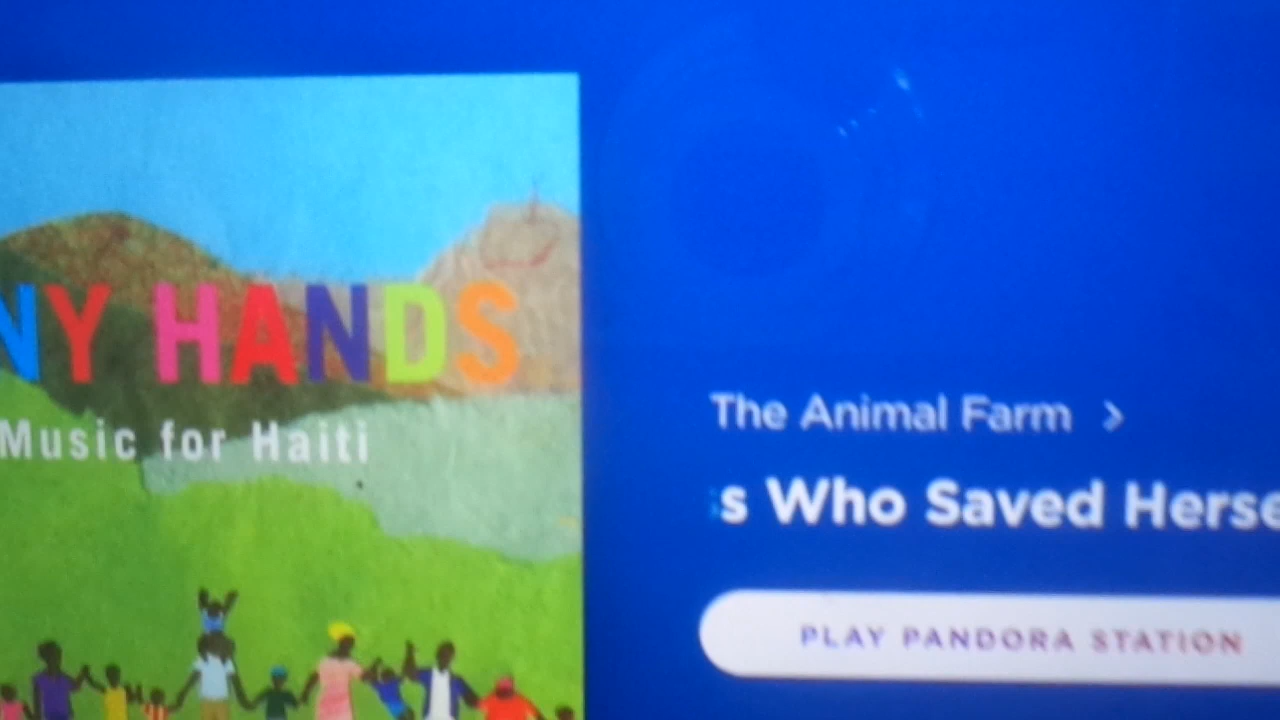 NY HANDS
Music for Haiti
The Animal Farm >
s Who Saved Herse
PLAY PANDORA STATION